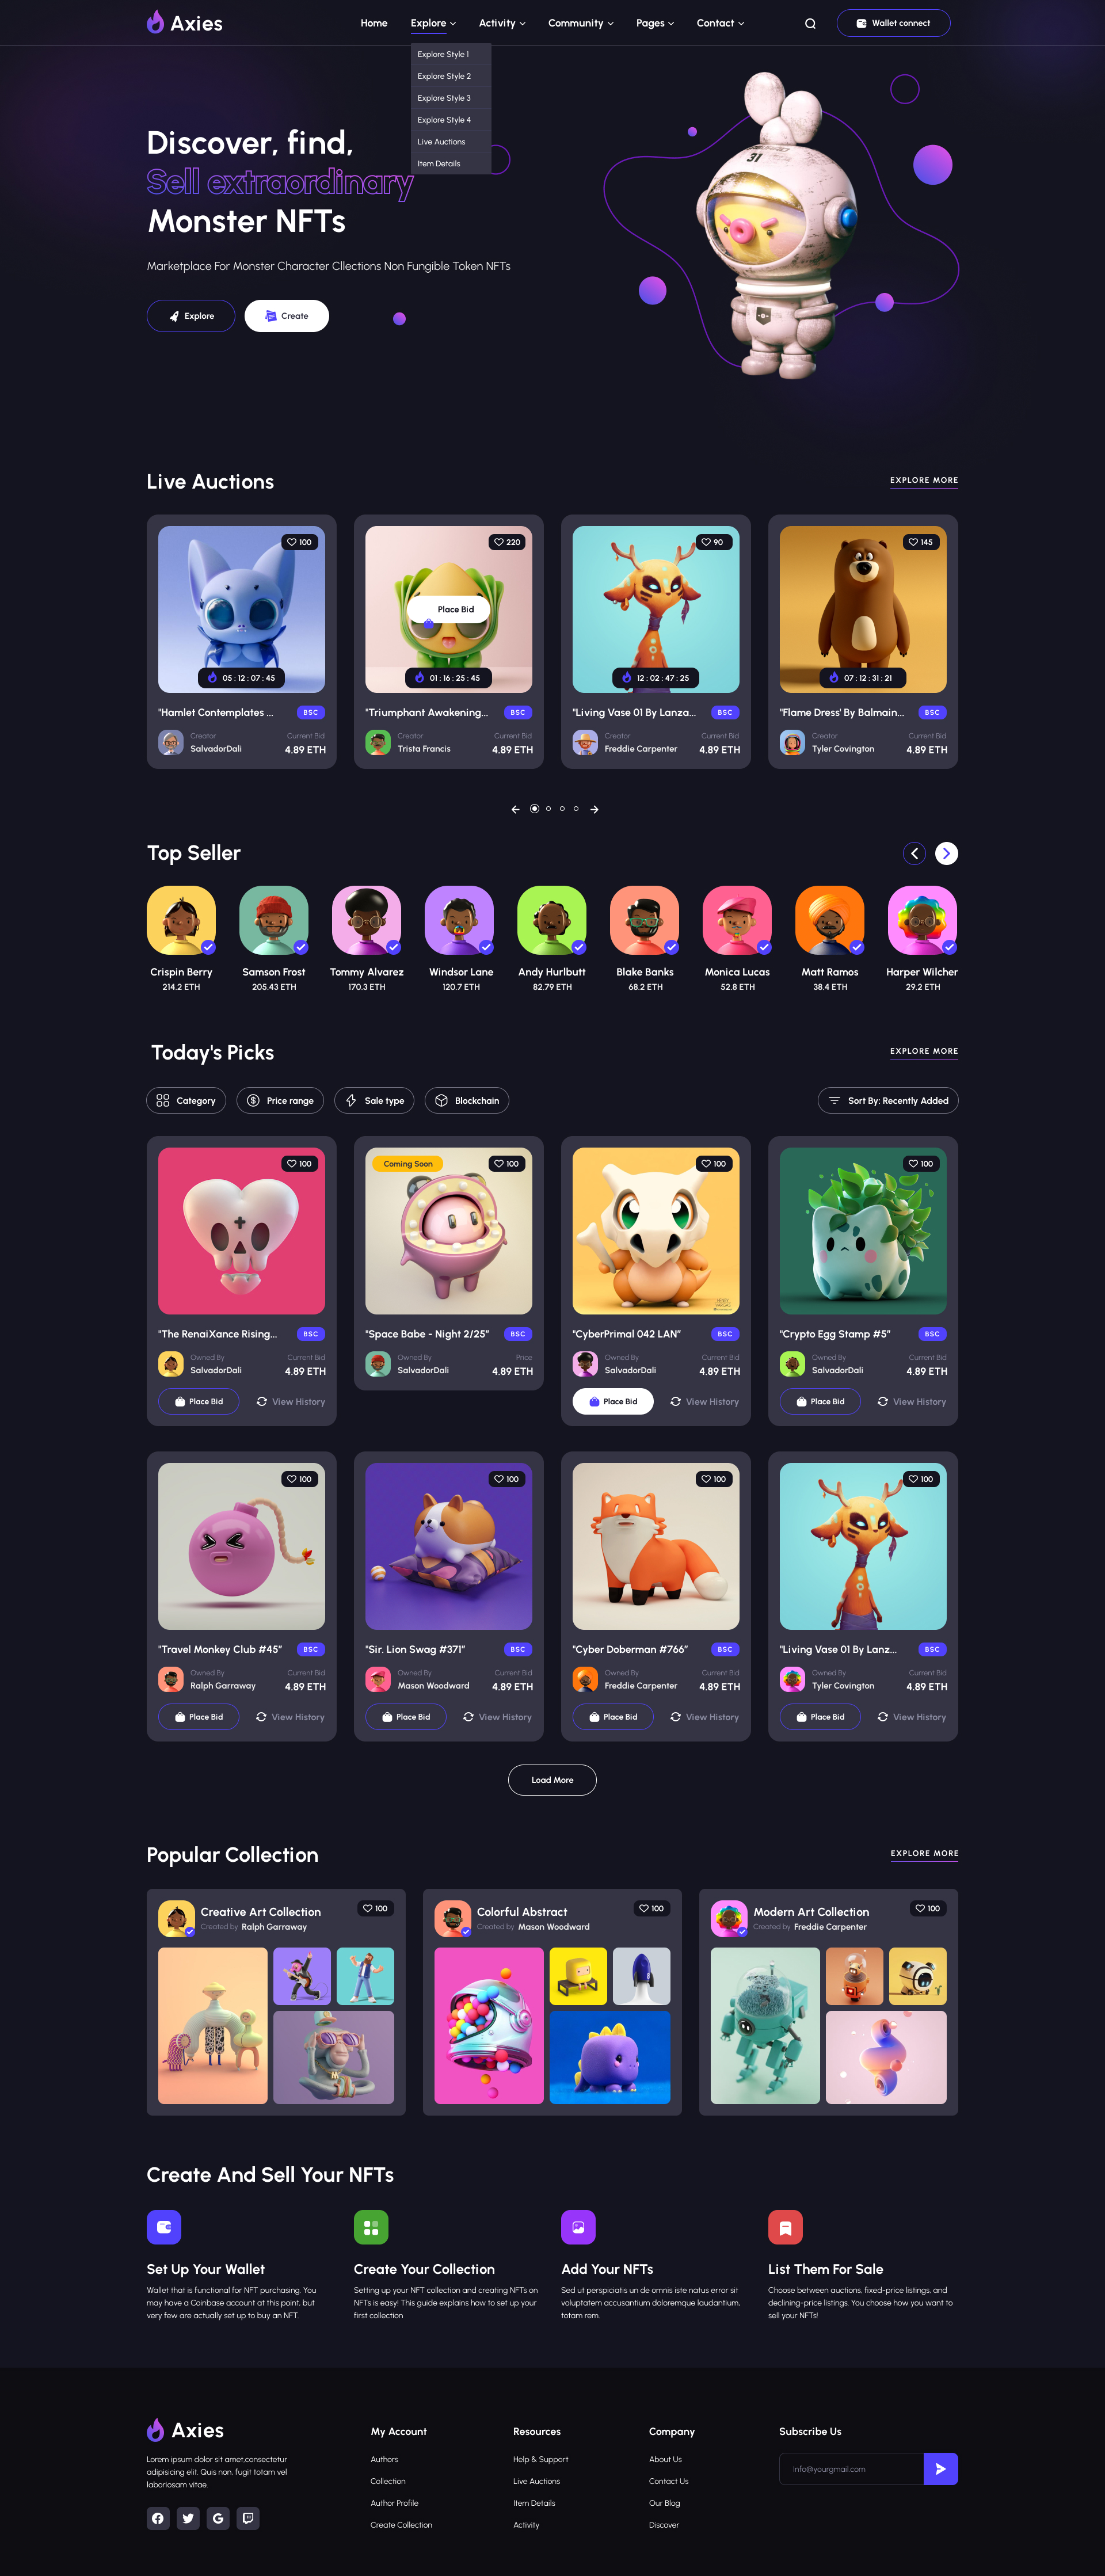 Axies
Home Explore Activity Community Pages Contact
Wallet connect
Explore Style 1
Explore Style 2
Explore Style 3
Explore Style 4
Live Auctions
Item Details
Discover, find,
Sell extraordinary
Monster NFTs
Marketplace For Monster Character Cllections Non Fungible Token NFTs
Explore Create
31
Live Auctions
EXPLORE MORE
100
05 : 12 : 07 : 45
"Hamlet Contemplates ... BSC
Creator Current Bid
SalvadorDali 4.89 ETH
220
Place Bid
01 : 16 : 25 : 45
"Triumphant Awakening... BSC
Creator Current Bid
Trista Francis 4.89 ETH
90
12 : 02 : 47 : 25
"Living Vase 01 By Lanza... BSC
Creator Current Bid
Freddie Carpenter 4.89 ETH
145
07 : 12 : 31 : 21
"Flame Dress' By Balmain... BSC
Creator Current Bid
Tyler Covington 4.89 ETH
Top Seller
Crispin Berry
214.2 ETH
Samson Frost
205.43 ETH
Tommy Alvarez
170.3 ETH
Windsor Lane
120.7 ETH
Andy Hurlbutt
82.79 ETH
Blake Banks
68.2 ETH
Monica Lucas
52.8 ETH
Matt Ramos
38.4 ETH
Harper Wilcher
29.2 ETH
Today's Picks
EXPLORE MORE
Category Price range Sale type Blockchain
Sort By: Recently Added
100
"The RenaiXance Rising... BSC
Owned By Current Bid
SalvadorDali 4.89 ETH
Place Bid View History
Coming Soon 100
"Space Babe - Night 2/25" BSC
Owned By Price
SalvadorDali 4.89 ETH
100
"CyberPrimal 042 LAN" BSC
Owned By Current Bid
SalvadorDali 4.89 ETH
Place Bid View History
100
"Crypto Egg Stamp #5" BSC
Owned By Current Bid
SalvadorDali 4.89 ETH
Place Bid View History
100
"Travel Monkey Club #45" BSC
Owned By Current Bid
Ralph Garraway 4.89 ETH
Place Bid View History
100
"Sir. Lion Swag #371" BSC
Owned By Current Bid
Mason Woodward 4.89 ETH
Place Bid View History
100
"Cyber Doberman #766" BSC
Owned By Current Bid
Freddie Carpenter 4.89 ETH
Place Bid View History
100
"Living Vase 01 By Lanz... BSC
Owned By Current Bid
Tyler Covington 4.89 ETH
Place Bid View History
Load More
Popular Collection
EXPLORE MORE
Creative Art Collection 100
Created by Ralph Garraway
Colorful Abstract 100
Created by Mason Woodward
Modern Art Collection 100
Created by Freddie Carpenter
Create And Sell Your NFTs
Set Up Your Wallet
Wallet that is functional for NFT purchasing. You
may have a Coinbase account at this point, but
very few are actually set up to buy an NFT.
Create Your Collection
Setting up your NFT collection and creating NFTs on
NFTs is easy! This guide explains how to set up your
first collection
Add Your NFTs
Sed ut perspiciatis un de omnis iste natus error sit
voluptatem accusantium doloremque laudantium,
totam rem.
List Them For Sale
Choose between auctions, fixed-price listings, and
declining-price listings. You choose how you want to
sell your NFTs!
Axies
Lorem ipsum dolor sit amet,consectetur
adipisicing elit. Quis non, fugit totam vel
laboriosam vitae.
My Account
Authors
Collection
Author Profile
Create Collection
Resources
Help & Support
Live Auctions
Item Details
Activity
Company
About Us
Contact Us
Our Blog
Discover
Subscribe Us
Info@yourgmail.com